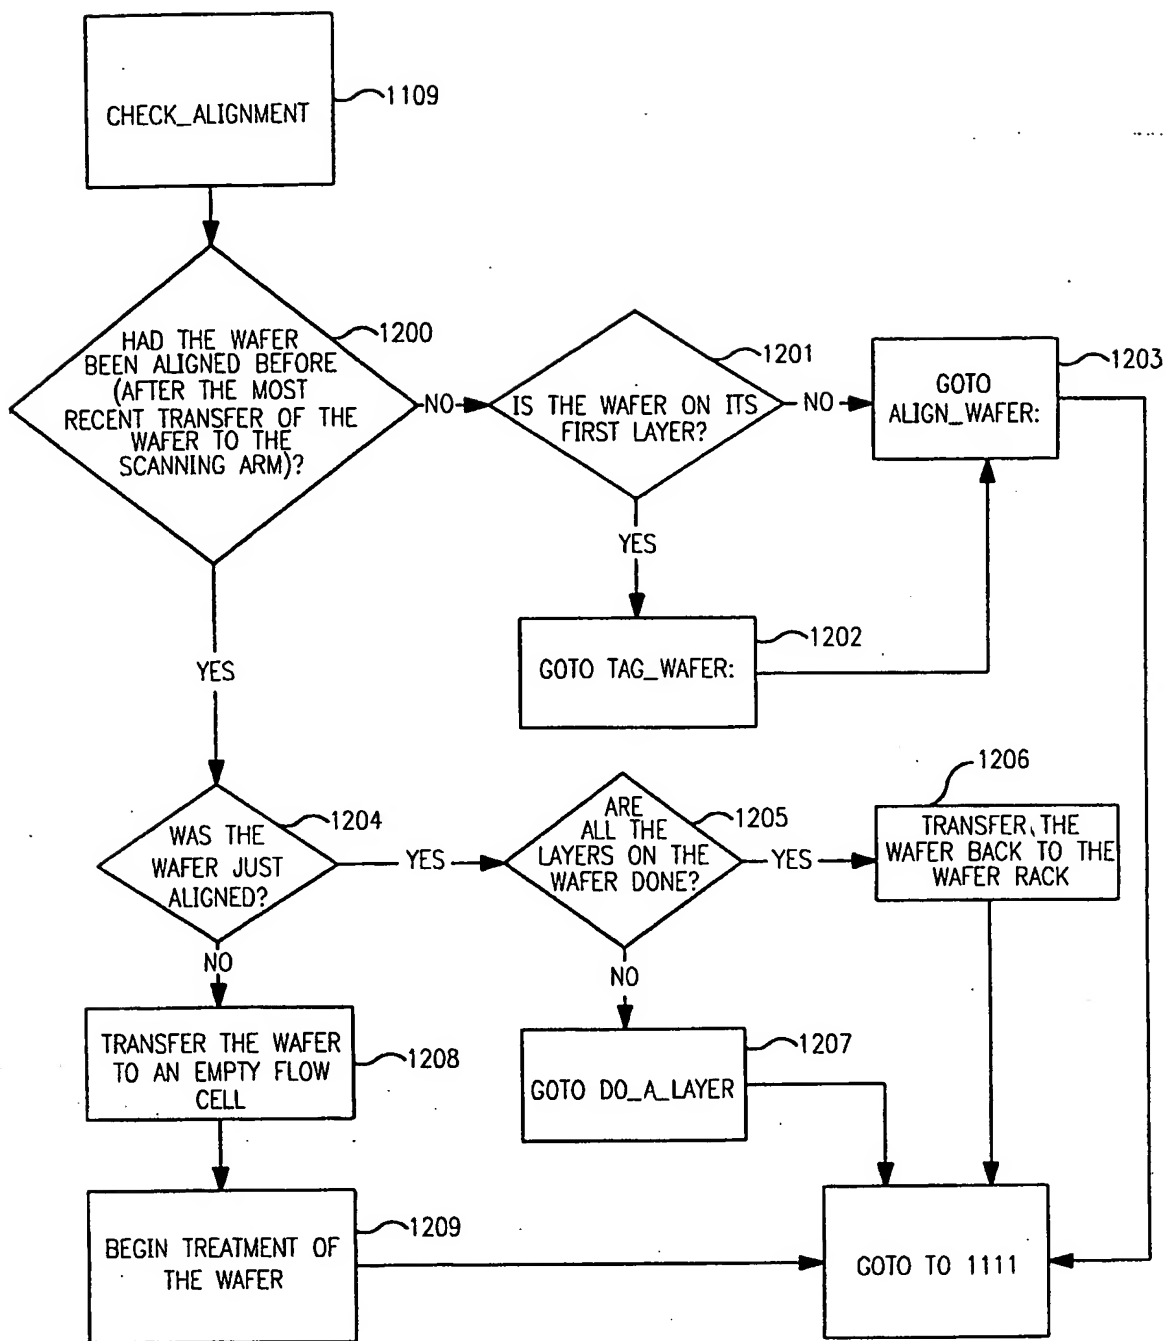 CHECK_ALIGNMENT
1109
HAD THE WAFER
BEEN ALIGNED BEFORE
(AFTER THE MOST
RECENT TRANSFER OF THE
WAFER TO THE
SCANNING ARM)?
1200
NO
IS THE WAFER ON ITS
FIRST LAYER?
1201
NO
GOTO
ALIGN_WAFER:
1203
YES
GOTO TAG_WAFER:
1202
YES
WAS THE
WAFER JUST
ALIGNED?
1204
YES
ARE
ALL THE
LAYERS ON THE
WAFER DONE?
1205
YES
TRANSFER THE
WAFER BACK TO THE
WAFER RACK
1206
NO
TRANSFER THE WAFER
TO AN EMPTY FLOW
CELL
1208
NO
GOTO DO_A_LAYER
1207
BEGIN TREATMENT OF
THE WAFER
1209
GOTO TO 1111